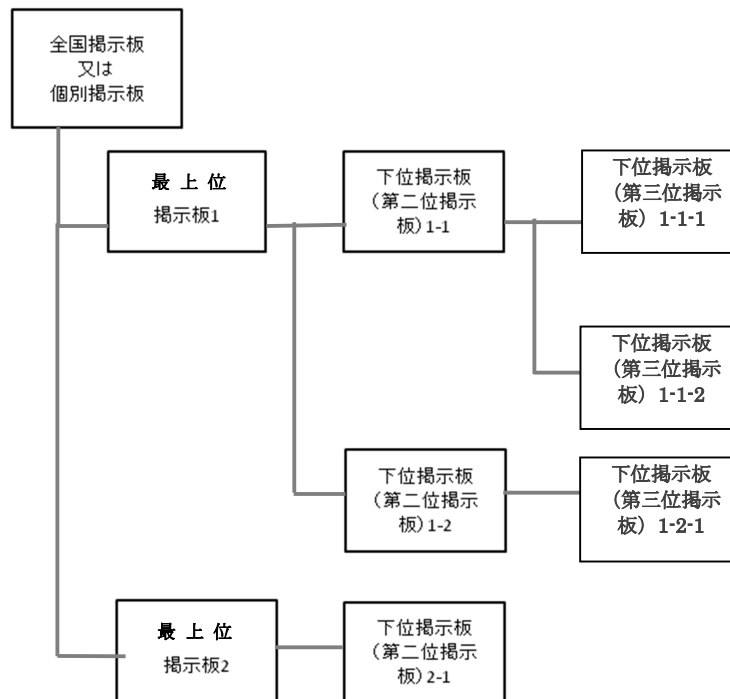 全国掲示板
又は
個別掲示板
最 上 位
掲示板1
下位掲示板
（第二位掲示
板）1-1
下位掲示板
（第三位掲示
板） 1-1-1
下位掲示板
（第三位掲示
板） 1-1-2
下位掲示板
（第二位掲示
板）1-2
下位掲示板
（第三位掲示
板） 1-2-1
最 上 位
掲示板2
下位掲示板
（第二位掲示
板）2-1